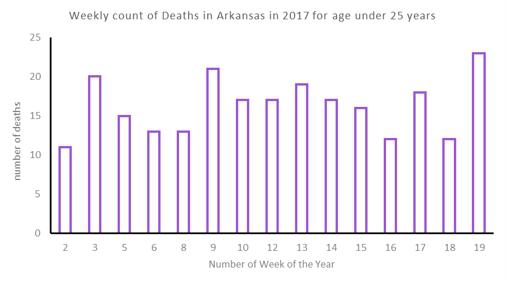 Weekly count of Deaths in Arkansas in 2017 for age under 25 years
25
20
15
10
5
0
number of deaths
2 3 5 6 8 9 10 12 13 14 15 16 17 18 19
Number of Week of the Year